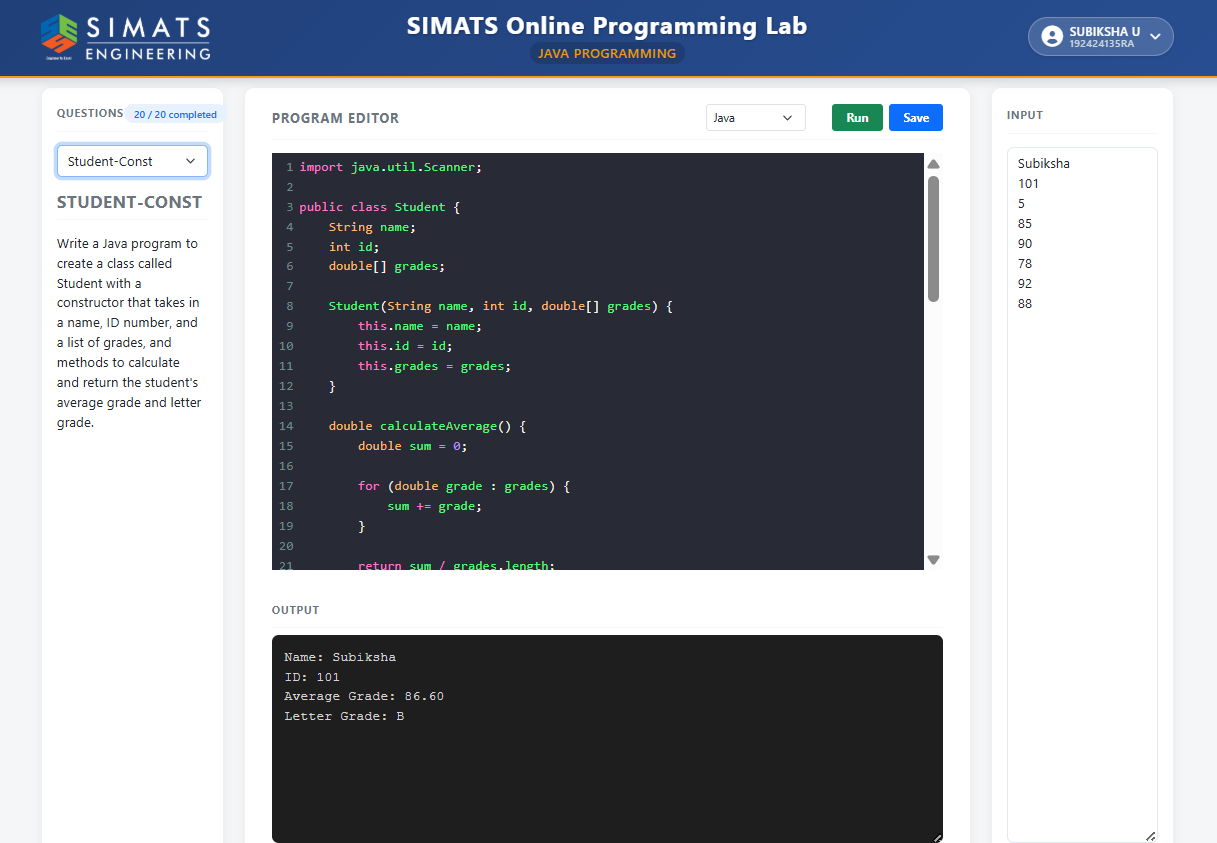 SIMATS
ENGINEERING
SIMATS Online Programming Lab
JAVA PROGRAMMING
SUBIKSHA U
192424135RA
QUESTIONS
20 / 20 completed
Student-Const
STUDENT-CONST
Write a Java program to
create a class called
Student with a
constructor that takes in
a name, ID number, and
a list of grades, and
methods to calculate
and return the student's
average grade and letter
grade.
PROGRAM EDITOR
Java
Run
Save
1 import java.util.Scanner;
2
3 public class Student {
4     String name;
5     int id;
6     double[] grades;
7
8     Student(String name, int id, double[] grades) {
9         this.name = name;
10         this.id = id;
11         this.grades = grades;
12     }
13
14     double calculateAverage() {
15         double sum = 0;
16
17         for (double grade : grades) {
18             sum += grade;
19         }
20
21         return sum / grades.length;
OUTPUT
Name: Subiksha
ID: 101
Average Grade: 86.60
Letter Grade: B
INPUT
Subiksha
101
5
85
90
78
92
88